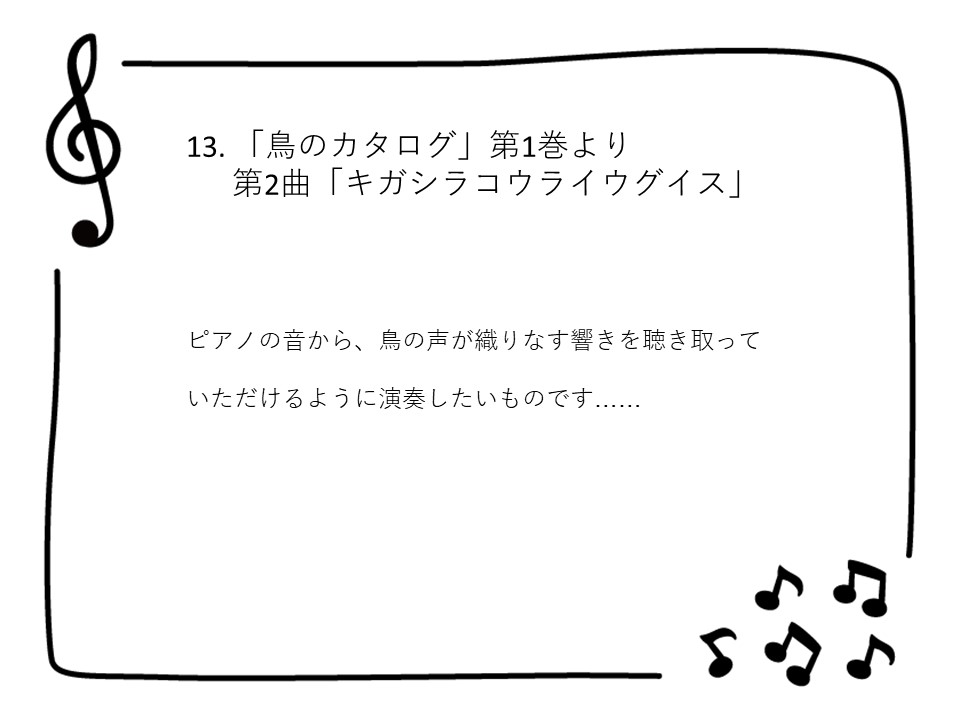 13. 「鳥のカタログ」第1巻より
第2曲「キガシラコウライウグイス」
ピアノの音から、鳥の声が織りなす響きを聴き取って
いただけるように演奏したいものです……